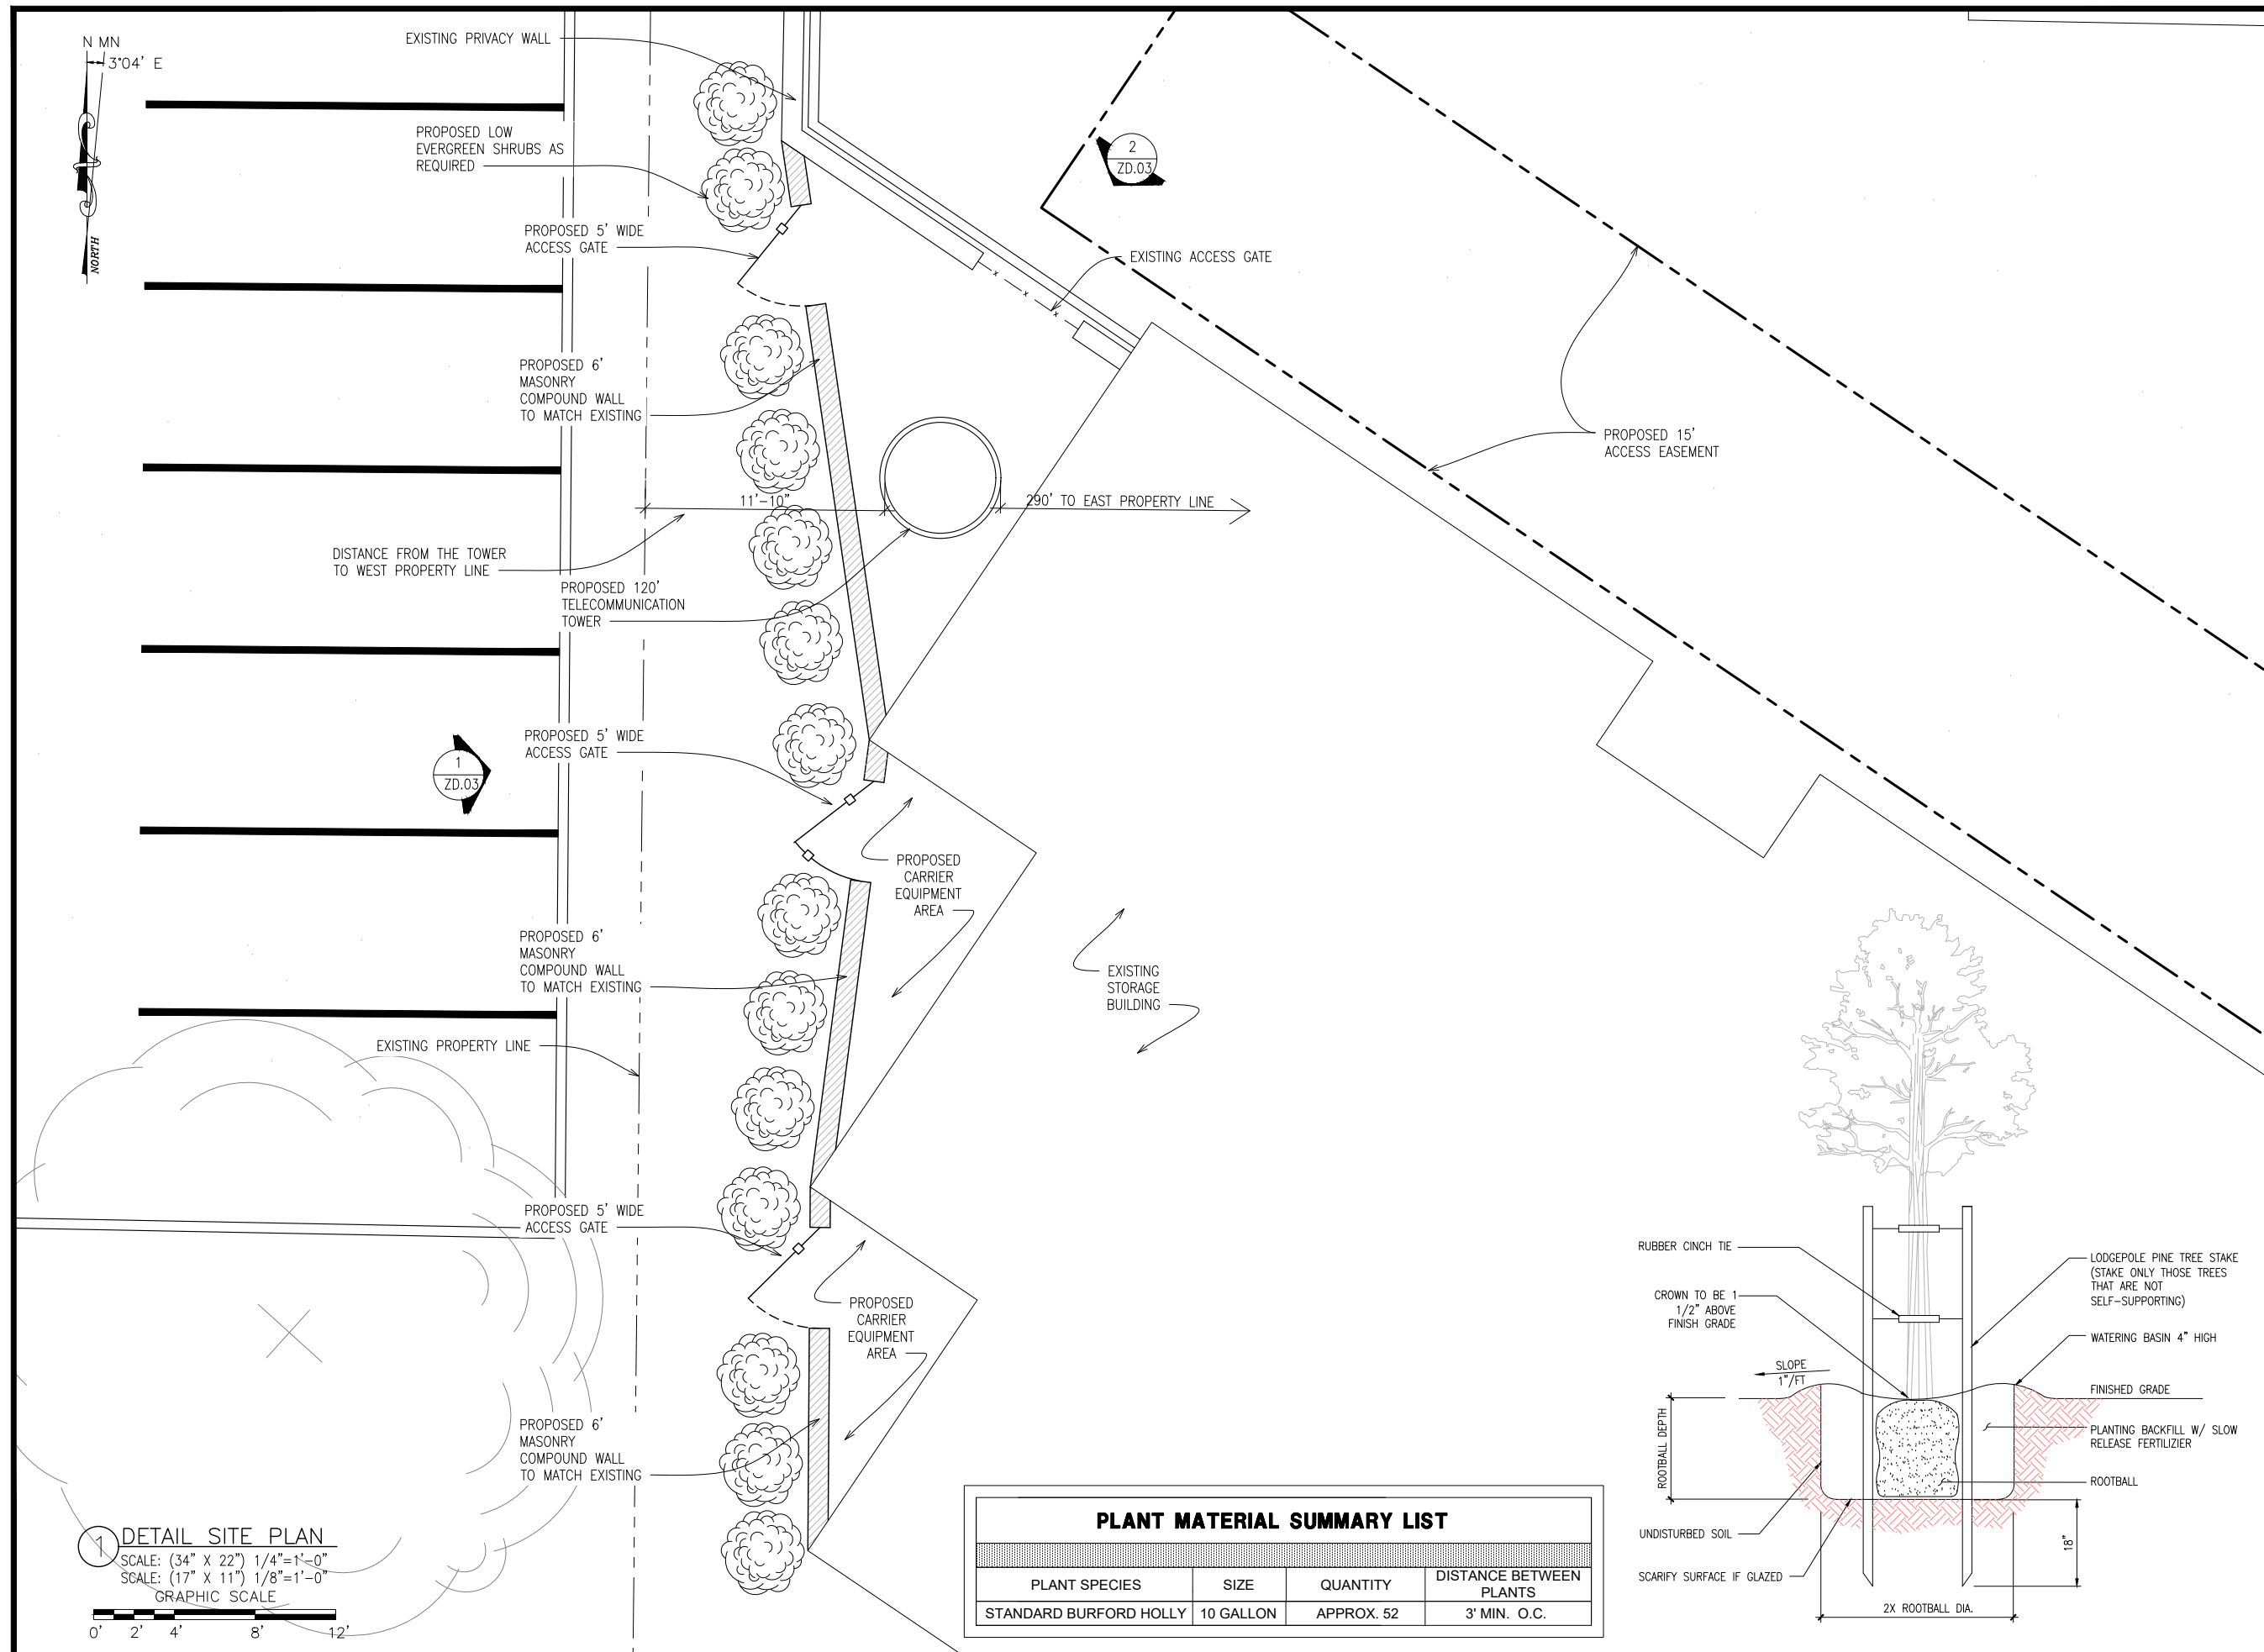 N MN
3°04' E
NORTH
EXISTING PRIVACY WALL
PROPOSED LOW
EVERGREEN SHRUBS AS
REQUIRED
2
ZD.03
PROPOSED 5' WIDE
ACCESS GATE
EXISTING ACCESS GATE
PROPOSED 6'
MASONRY
COMPOUND WALL
TO MATCH EXISTING
PROPOSED 15'
ACCESS EASEMENT
11'-10"
290' TO EAST PROPERTY LINE
DISTANCE FROM THE TOWER
TO WEST PROPERTY LINE
PROPOSED 120'
TELECOMMUNICATION
TOWER
PROPOSED 5' WIDE
ACCESS GATE
1
ZD.03
PROPOSED
CARRIER
EQUIPMENT
AREA
PROPOSED 6'
MASONRY
COMPOUND WALL
TO MATCH EXISTING
EXISTING
STORAGE
BUILDING
EXISTING PROPERTY LINE
PROPOSED 5' WIDE
ACCESS GATE
PROPOSED
CARRIER
EQUIPMENT
AREA
PROPOSED 6'
MASONRY
COMPOUND WALL
TO MATCH EXISTING
1
DETAIL SITE PLAN
SCALE: (34" X 22") 1/4"=1'-0"
SCALE: (17" X 11") 1/8"=1'-0"
GRAPHIC SCALE
0' 2' 4' 8' 12'
PLANT MATERIAL SUMMARY LIST
PLANT SPECIES SIZE QUANTITY DISTANCE BETWEEN
PLANTS
STANDARD BURFORD HOLLY 10 GALLON APPROX. 52 3' MIN. O.C.
RUBBER CINCH TIE
CROWN TO BE 1
1/2" ABOVE
FINISH GRADE
SLOPE
1"/FT
ROOTBALL DEPTH
UNDISTURBED SOIL
SCARIFY SURFACE IF GLAZED
LODGEPOLE PINE TREE STAKE
(STAKE ONLY THOSE TREES
THAT ARE NOT
SELF-SUPPORTING)
WATERING BASIN 4" HIGH
FINISHED GRADE
PLANTING BACKFILL W/ SLOW
RELEASE FERTILIZIER
ROOTBALL
18"
2X ROOTBALL DIA.